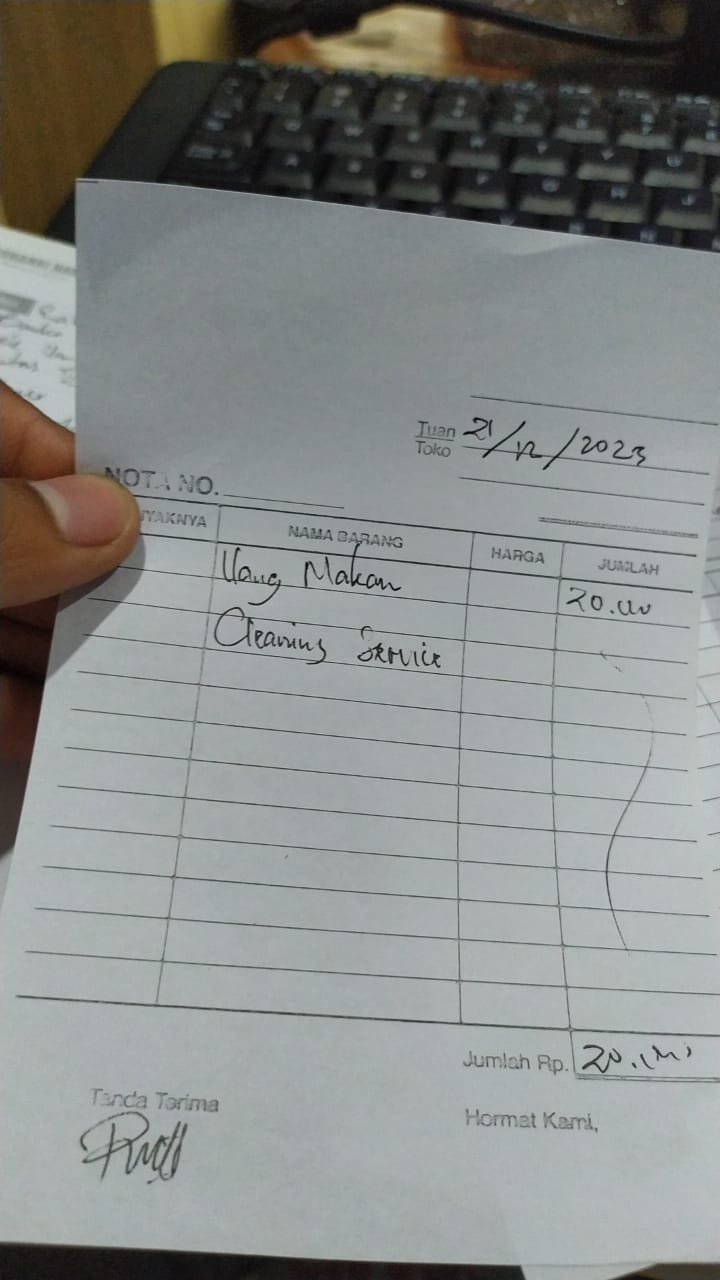 Tuan
Toko
21/12/2023
NOTA NO.
NYAKNYA NAMA BARANG HARGA JUMLAH
Uang Makan 20.000
Cleaning Service
Jumlah Rp. 20.000
Tanda Terima
Hormat Kami,